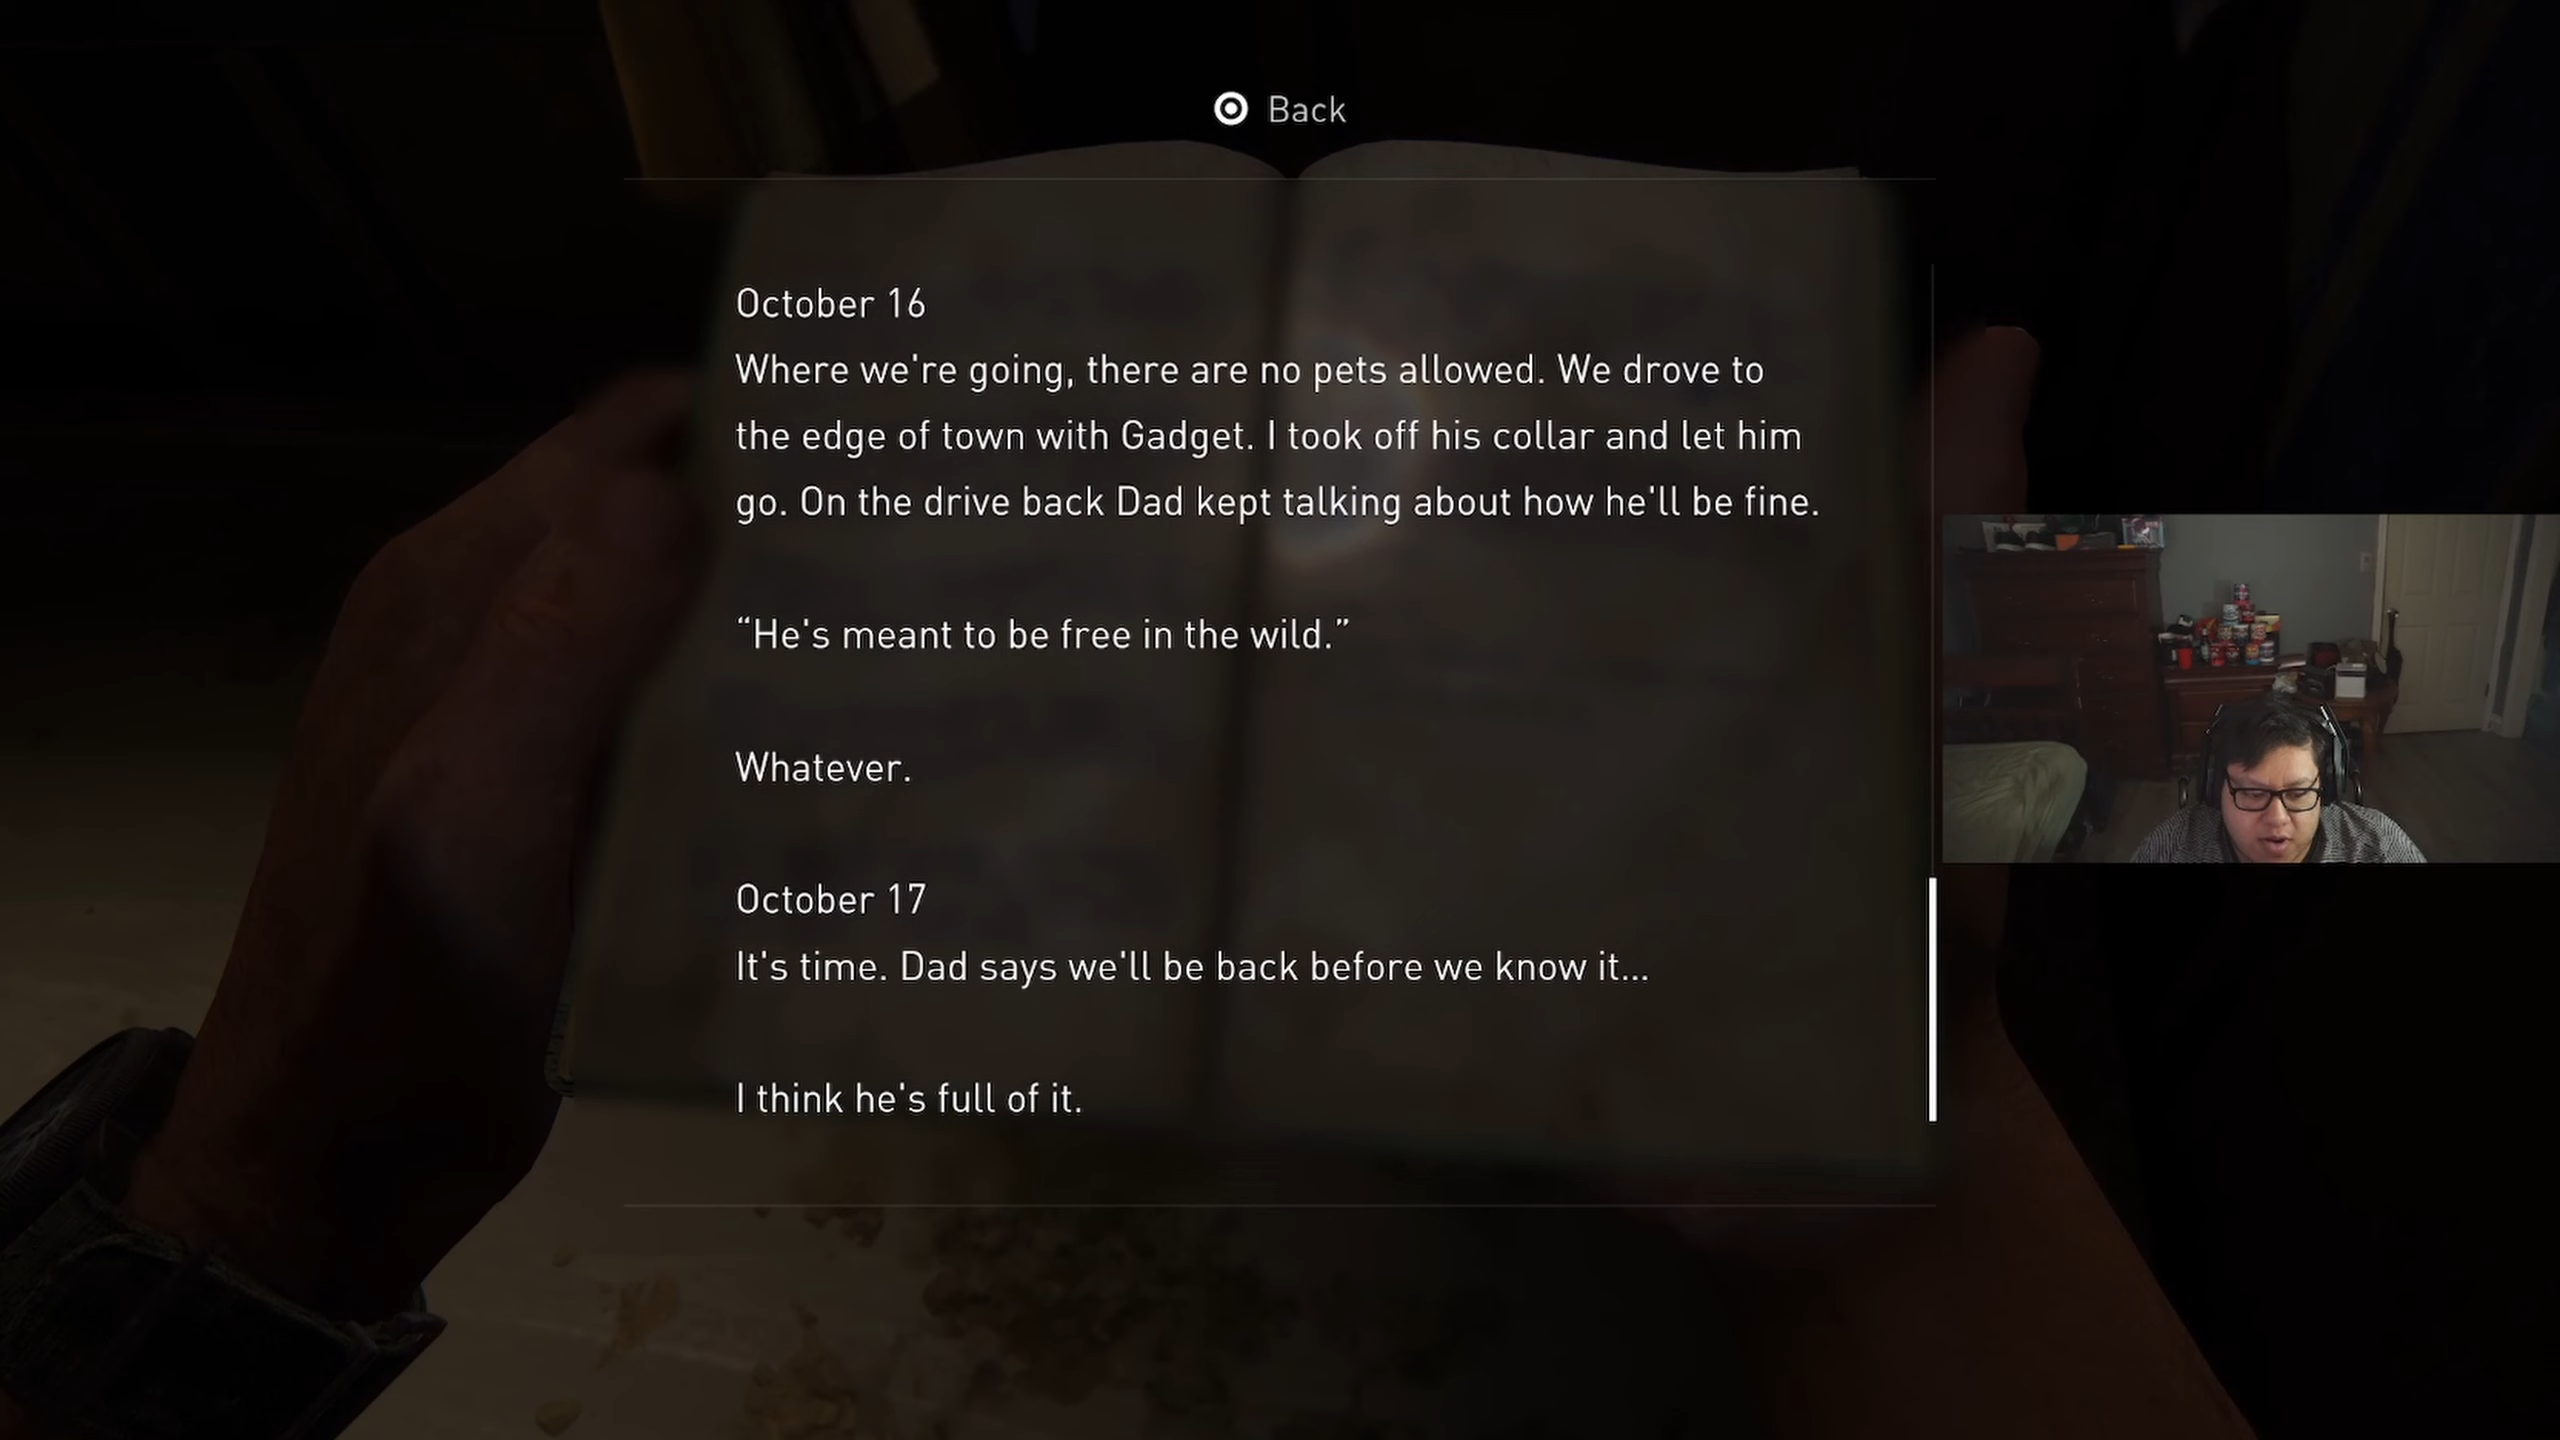 Back
October 16
Where we're going, there are no pets allowed. We drove to
the edge of town with Gadget. I took off his collar and let him
go. On the drive back Dad kept talking about how he'll be fine.
“He's meant to be free in the wild.”
Whatever.
October 17
It's time. Dad says we'll be back before we know it...
I think he's full of it.